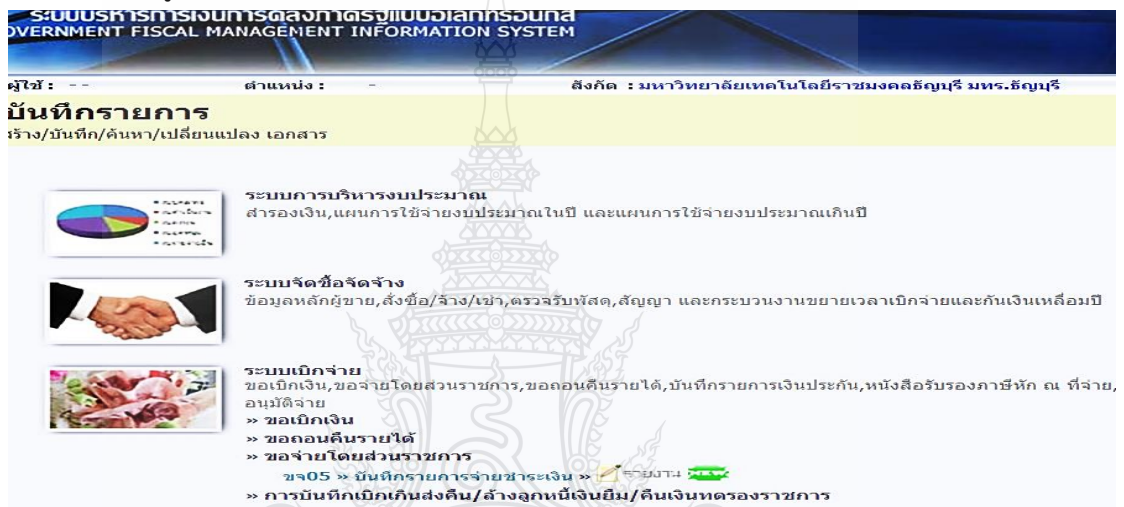 ระบบบริหารการเงินการคลังภาครัฐแบบอิเล็กทรอนิกส์
OVERNMENT FISCAL MANAGEMENT INFORMATION SYSTEM
ผู้ใช้ : - - ตำแหน่ง : - สังกัด : มหาวิทยาลัยเทคโนโลยีราชมงคลธัญบุรี มทร.ธัญบุรี
บันทึกรายการ
สร้าง/บันทึก/ค้นหา/เปลี่ยนแปลง เอกสาร
ระบบการบริหารงบประมาณ
สำรองเงิน,แผนการใช้จ่ายงบประมาณในปี และแผนการใช้จ่ายงบประมาณเกินปี
ระบบจัดซื้อจัดจ้าง
ข้อมูลหลักผู้ขาย,สั่งซื้อ/จ้าง/เช่า,ตรวจรับพัสดุ,สัญญา และกระบวนงานขยายเวลาเบิกจ่ายและกันเงินเหลื่อมปี
ระบบเบิกจ่าย
ขอเบิกเงิน,ขอจ่ายโดยส่วนราชการ,ขอถอนคืนรายได้,บันทึกรายการเงินประกัน,หนังสือรับรองภาษีหัก ณ ที่จ่าย,
อนุมัติจ่าย
» ขอเบิกเงิน
» ขอถอนคืนรายได้
» ขอจ่ายโดยส่วนราชการ
ขจ05 » บันทึกรายการจ่ายชำระเงิน » รายงาน
» การบันทึกเบิกเกินส่งคืน/ล้างลูกหนี้เงินยืม/คืนเงินทดรองราชการ